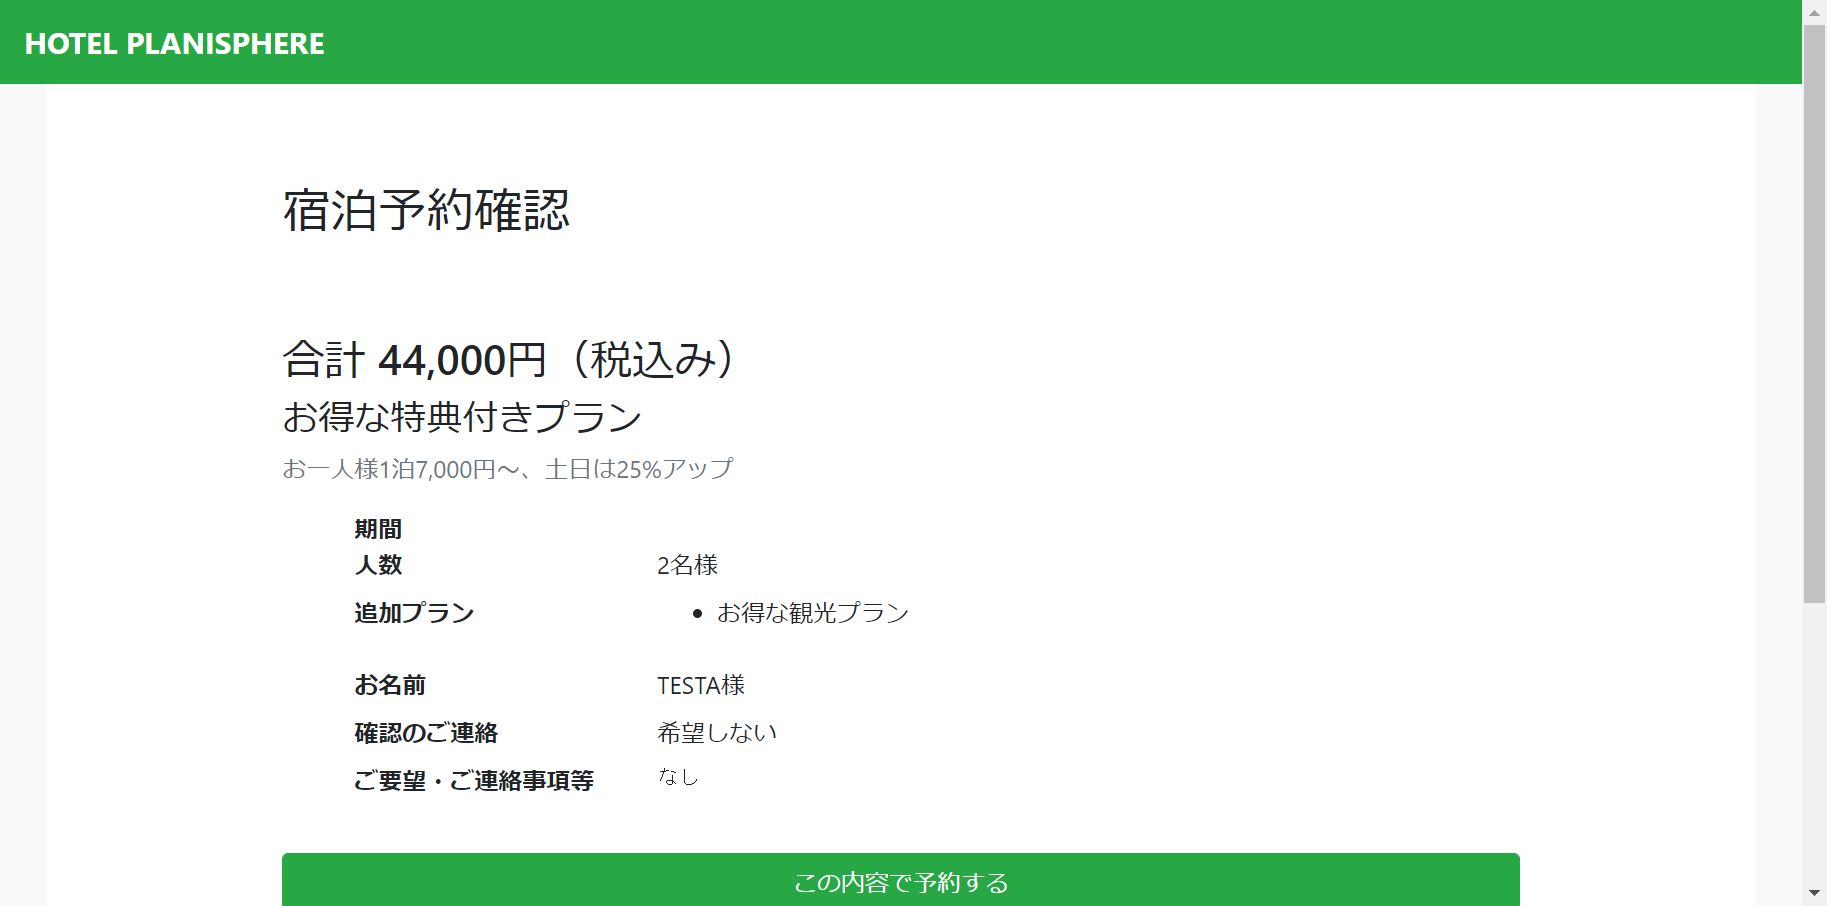 HOTEL PLANISPHERE
宿泊予約確認
合計 44,000円（税込み）
お得な特典付きプラン
お一人様1泊7,000円〜、土日は25%アップ
期間
人数 2名様
追加プラン • お得な観光プラン
お名前 TESTA様
確認のご連絡 希望しない
ご要望・ご連絡事項等 なし
この内容で予約する